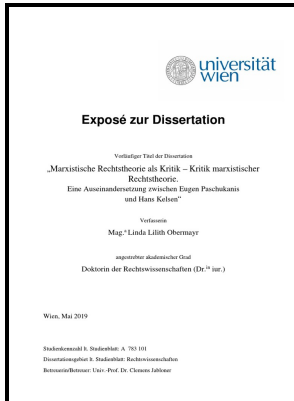 universität
wien
Exposé zur Dissertation
Vorläufiger Titel der Dissertation
„Marxistische Rechtstheorie als Kritik – Kritik marxistischer
Rechtstheorie.
Eine Auseinandersetzung zwischen Eugen Paschukanis
und Hans Kelsen“
Verfasserin
Mag.ª Linda Lilith Obermayr
angestrebter akademischer Grad
Doktorin der Rechtswissenschaften (Dr.ⁱⁿ iur.)
Wien, Mai 2019
Studienkennzahl lt. Studienblatt: A 783 101
Dissertationsgebiet lt. Studienblatt: Rechtswissenschaften
Betreuerin/Betreuer: Univ.-Prof. Dr. Clemens Jabloner